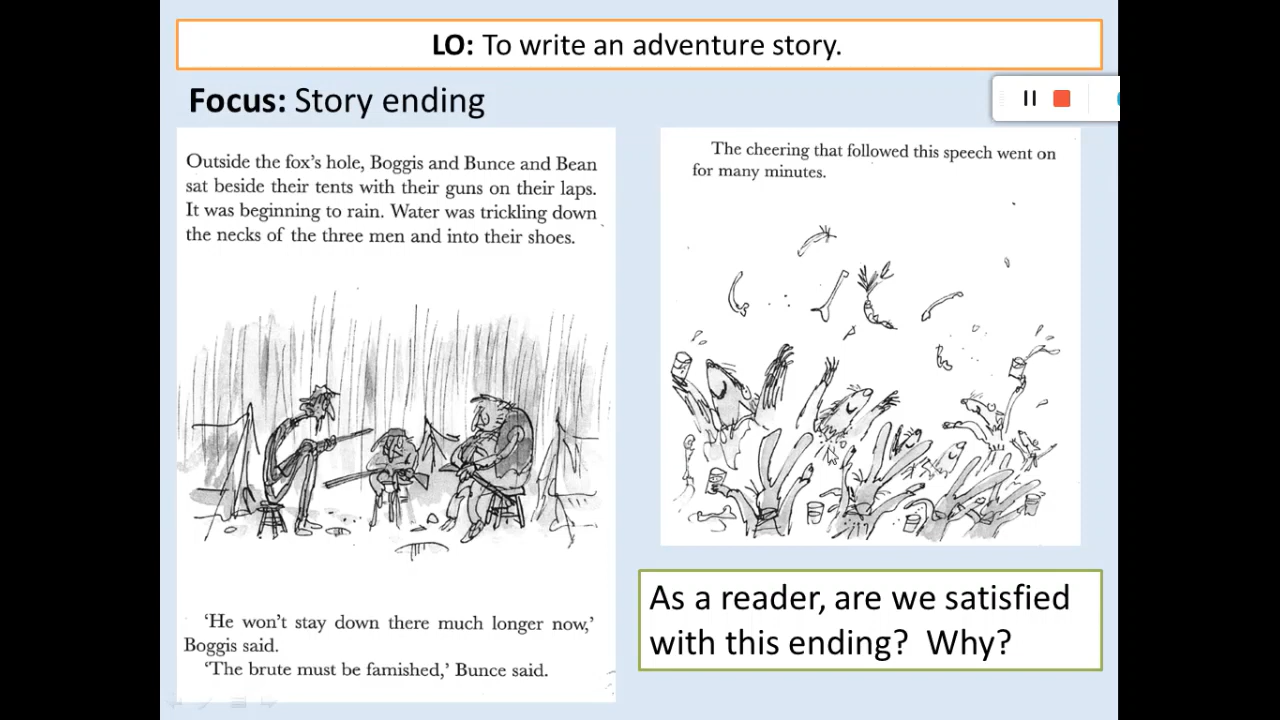 LO: To write an adventure story.
Focus: Story ending
Outside the fox's hole, Boggis and Bunce and Bean
sat beside their tents with their guns on their laps.
It was beginning to rain. Water was trickling down
the necks of the three men and into their shoes.
'He won't stay down there much longer now,'
Boggis said.
'The brute must be famished,' Bunce said.
The cheering that followed this speech went on
for many minutes.
As a reader, are we satisfied
with this ending? Why?